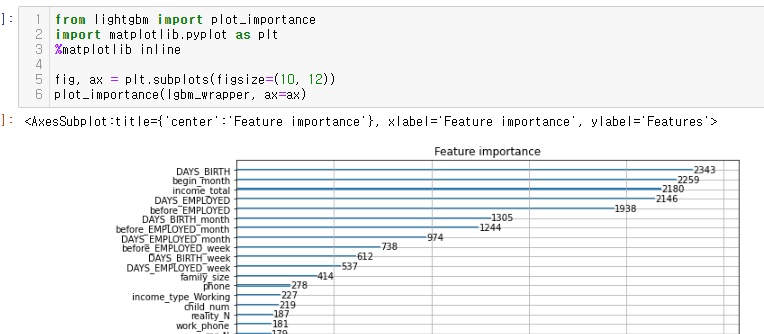 ]:
1 from lightgbm import plot_importance
2 import matplotlib.pyplot as plt
3 %matplotlib inline
4
5 fig, ax = plt.subplots(figsize=(10, 12))
6 plot_importance(lgbm_wrapper, ax=ax)
]: <AxesSubplot:title={'center':'Feature importance'}, xlabel='Feature importance', ylabel='Features'>
Feature importance
DAYS_BIRTH 2343
begin_month 2259
income_total 2180
DAYS_EMPLOYED 2146
before_EMPLOYED 1938
DAYS_BIRTH_month 1305
before_EMPLOYED_month 1244
DAYS_EMPLOYED_month 974
before_EMPLOYED_week 738
DAYS_BIRTH_week 612
DAYS_EMPLOYED_week 537
family_size 414
phone 278
income_type_Working 227
child_num 219
reality_N 187
work_phone 181